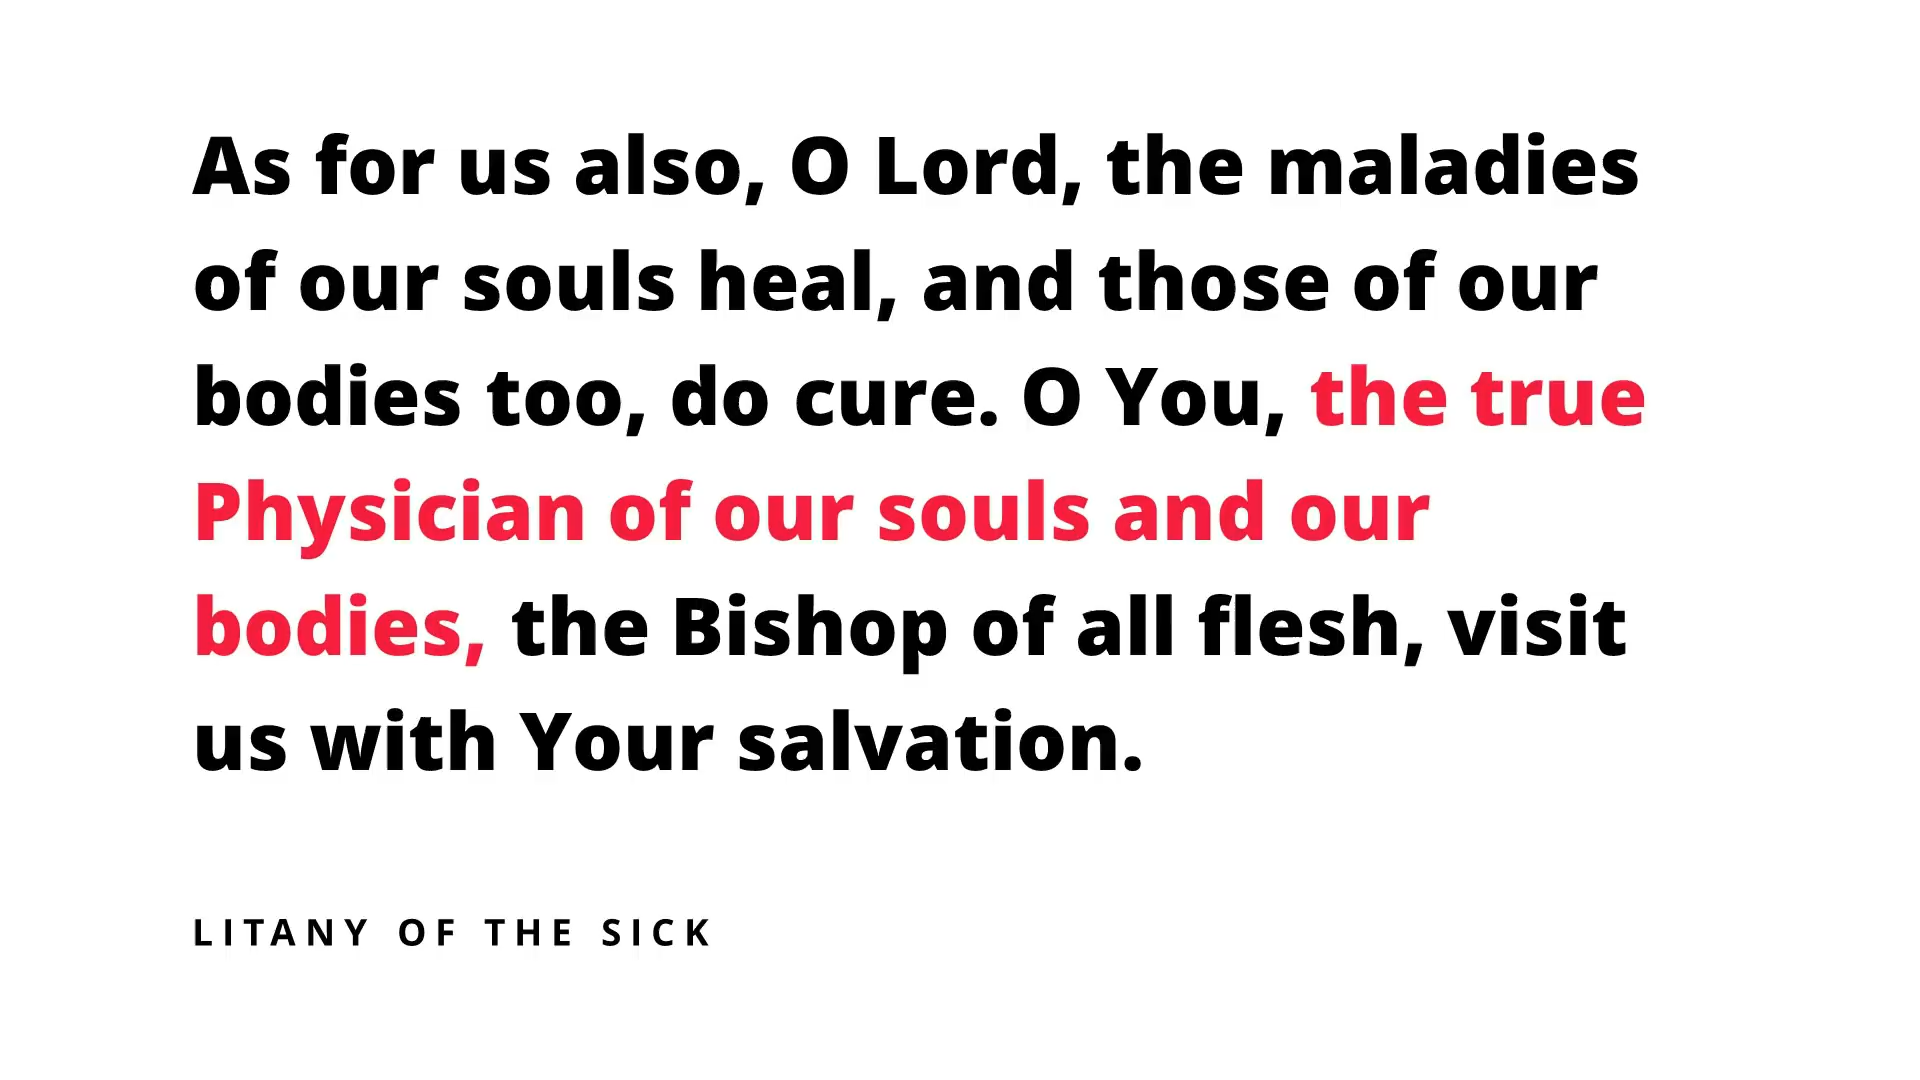 As for us also, O Lord, the maladies
of our souls heal, and those of our
bodies too, do cure. O You, the true
Physician of our souls and our
bodies, the Bishop of all flesh, visit
us with Your salvation.
LITANY OF THE SICK